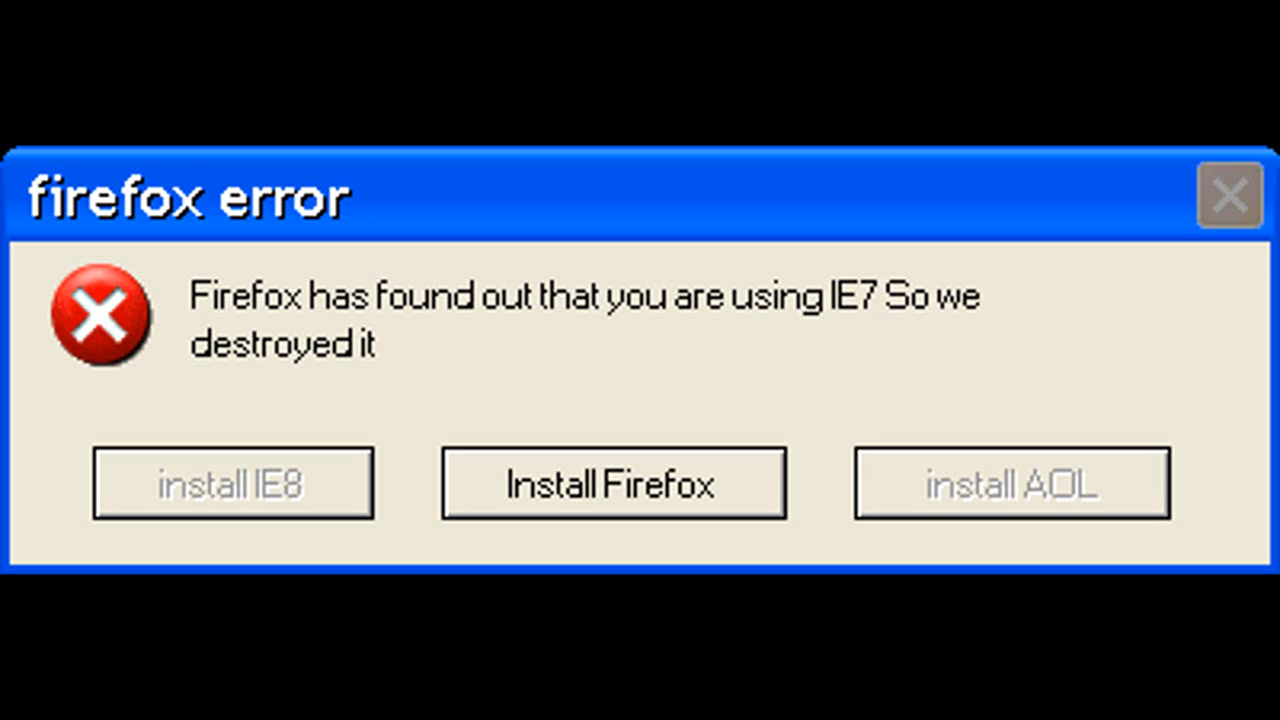 firefox error
Firefox has found out that you are using IE7 So we
destroyed it
install IE8
Install Firefox
install AOL